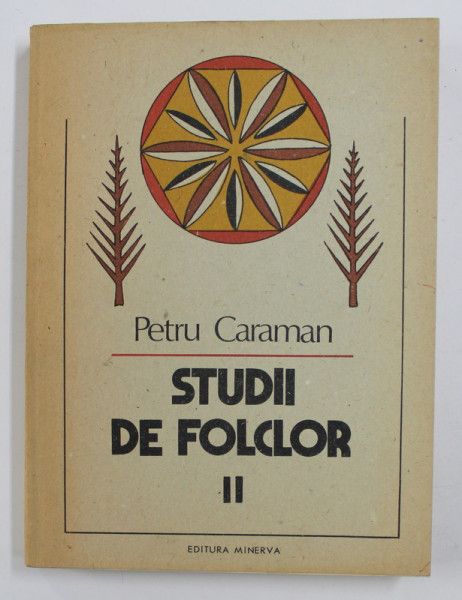 Petru Caraman
STUDII
DE FOLCLOR
II
EDITURA MINERVA